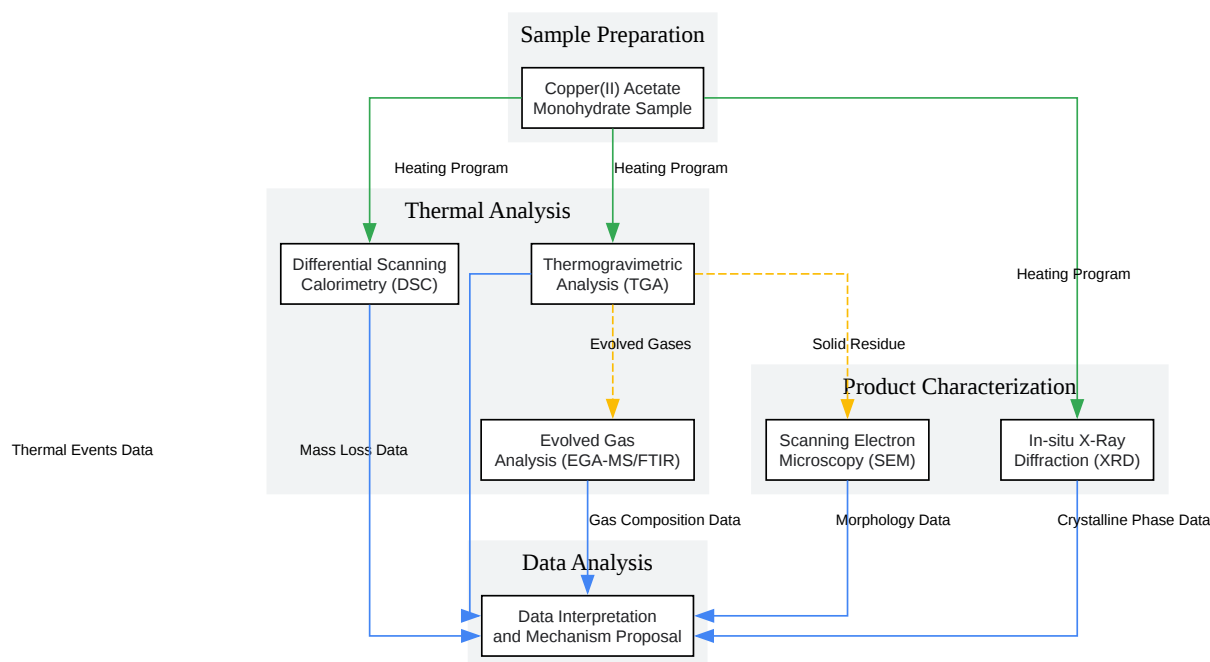 Sample Preparation
Copper(II) Acetate
Monohydrate Sample
Heating Program
Heating Program
Thermal Analysis
Differential Scanning
Calorimetry (DSC)
Thermogravimetric
Analysis (TGA)
Heating Program
Evolved Gases
Solid Residue
Product Characterization
Evolved Gas
Analysis (EGA-MS/FTIR)
Scanning Electron
Microscopy (SEM)
In-situ X-Ray
Diffraction (XRD)
Thermal Events Data
Mass Loss Data
Gas Composition Data
Morphology Data
Crystalline Phase Data
Data Analysis
Data Interpretation
and Mechanism Proposal